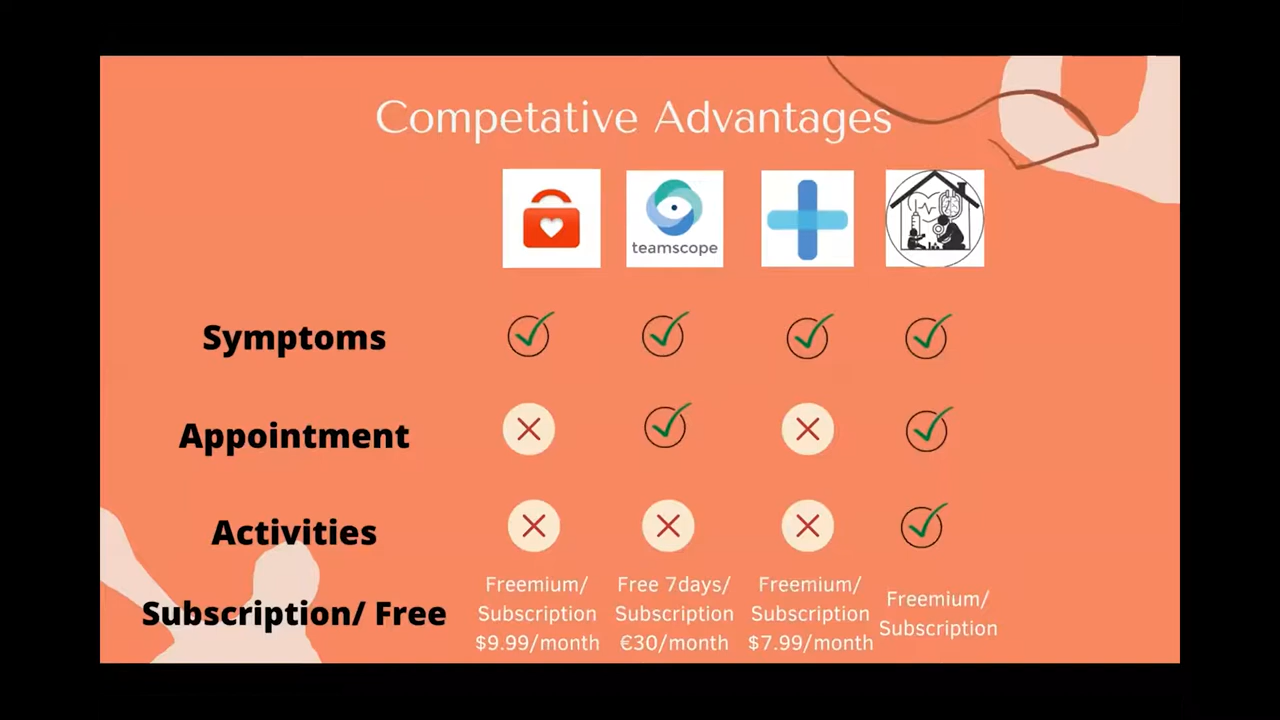 Competative Advantages
teamscope
Symptoms
Appointment
Activities
Subscription/ Free
Freemium/
Subscription
$9.99/month
Free 7days/
Subscription
€30/month
Freemium/
Subscription
$7.99/month
Freemium/
Subscription